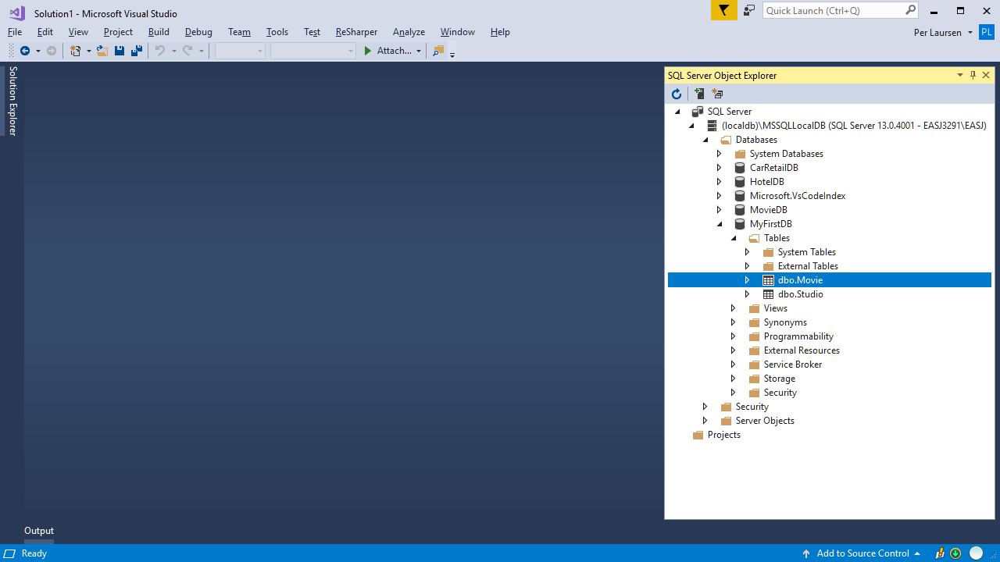 Solution1 - Microsoft Visual Studio
Quick Launch (Ctrl+Q)
File Edit View Project Build Debug Team Tools Test ReSharper Analyze Window Help
Per Laursen PL
Attach...
Solution Explorer
SQL Server Object Explorer
SQL Server
(localdb)\MSSQLLocalDB (SQL Server 13.0.4001 - EASJ3291\EASJ)
Databases
System Databases
CarRetailDB
HotelDB
Microsoft.VsCodeIndex
MovieDB
MyFirstDB
Tables
System Tables
External Tables
dbo.Movie
dbo.Studio
Views
Synonyms
Programmability
External Resources
Service Broker
Storage
Security
Security
Server Objects
Projects
Output
Ready
Add to Source Control